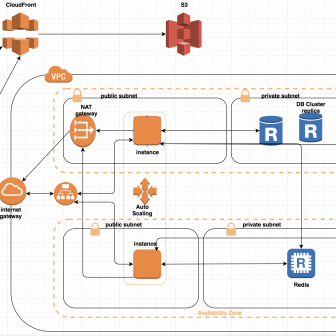 CloudFront
S3
VPC
public subnet
private subnet
NAT
gateway
DB Cluster
replica
R
R
instance
internet
gateway
Auto
Scaling
public subnet
private subnet
instance
R
Redis
Availability Zone